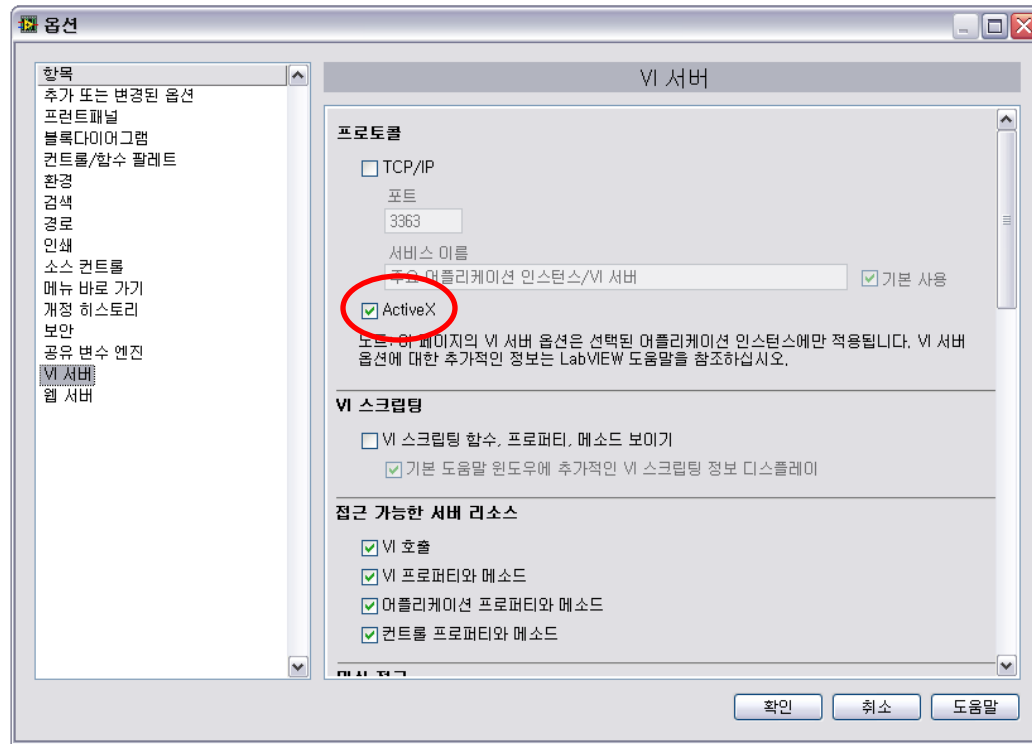 옵션
항목
추가 또는 변경된 옵션
프런트패널
블록다이어그램
컨트롤/함수 팔레트
환경
검색
경로
인쇄
소스 컨트롤
메뉴 바로 가기
개정 히스토리
보안
공유 변수 엔진
VI 서버
웹 서버
VI 서버
프로토콜
TCP/IP
포트
3363
서비스 이름
주요 어플리케이션 인스턴스/VI 서버
기본 사용
ActiveX
노트: 이 페이지의 VI 서버 옵션은 선택된 어플리케이션 인스턴스에만 적용됩니다. VI 서버
옵션에 대한 추가적인 정보는 LabVIEW 도움말을 참조하십시오.
VI 스크립팅
VI 스크립팅 함수, 프로퍼티, 메소드 보이기
기본 도움말 윈도우에 추가적인 VI 스크립팅 정보 디스플레이
접근 가능한 서버 리소스
VI 호출
VI 프로퍼티와 메소드
어플리케이션 프로퍼티와 메소드
컨트롤 프로퍼티와 메소드
확인
취소
도움말